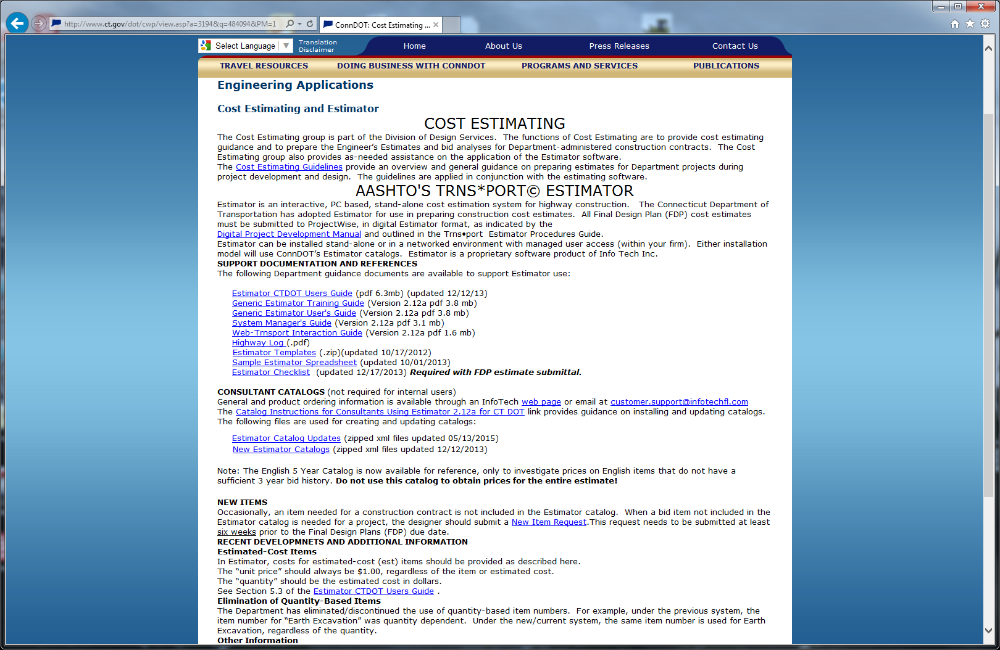 http://www.ct.gov/dot/cwp/view.asp?a=3194&q=484094&PM=1
ConnDOT: Cost Estimating ...
Select Language
Translation
Disclaimer
Home
About Us
Press Releases
Contact Us
TRAVEL RESOURCES
DOING BUSINESS WITH CONNDOT
PROGRAMS AND SERVICES
PUBLICATIONS
Engineering Applications
Cost Estimating and Estimator
COST ESTIMATING
The Cost Estimating group is part of the Division of Design Services.  The functions of Cost Estimating are to provide cost estimating
guidance and to prepare the Engineer’s Estimates and bid analyses for Department-administered construction contracts.  The Cost
Estimating group also provides as-needed assistance on the application of the Estimator software.
The Cost Estimating Guidelines provide an overview and general guidance on preparing estimates for Department projects during
project development and design.  The guidelines are applied in conjunction with the estimating software.
AASHTO'S TRNS*PORT© ESTIMATOR
Estimator is an interactive, PC based, stand-alone cost estimation system for highway construction.   The Connecticut Department of
Transportation has adopted Estimator for use in preparing construction cost estimates.  All Final Design Plan (FDP) cost estimates
must be submitted to ProjectWise, in digital Estimator format, as indicated by the
Digital Project Development Manual and outlined in the Trns•port  Estimator Procedures Guide.
Estimator can be installed stand-alone or in a networked environment with managed user access (within your firm).  Either installation
model will use ConnDOT’s Estimator catalogs.  Estimator is a proprietary software product of Info Tech Inc.
SUPPORT DOCUMENTATION AND REFERENCES
The following Department guidance documents are available to support Estimator use:
Estimator CTDOT Users Guide (pdf 6.3mb) (updated 12/12/13)
Generic Estimator Training Guide (Version 2.12a pdf 3.8 mb)
Generic Estimator User's Guide (Version 2.12a pdf 3.8 mb)
System Manager's Guide (Version 2.12a pdf 3.1 mb)
Web-Trnsport Interaction Guide (Version 2.12a pdf 1.6 mb)
Highway Log (.pdf)
Estimator Templates (.zip)(updated 10/17/2012)
Sample Estimator Spreadsheet (updated 10/01/2013)
Estimator Checklist  (updated 12/17/2013) Required with FDP estimate submittal.
CONSULTANT CATALOGS (not required for internal users)
General and product ordering information is available through an InfoTech web page or email at customer.support@infotechfl.com
The Catalog Instructions for Consultants Using Estimator 2.12a for CT DOT link provides guidance on installing and updating catalogs.
The following files are used for creating and updating catalogs:
Estimator Catalog Updates (zipped xml files updated 05/13/2015)
New Estimator Catalogs (zipped xml files updated 12/12/2013)
Note: The English 5 Year Catalog is now available for reference, only to investigate prices on English items that do not have a
sufficient 3 year bid history. Do not use this catalog to obtain prices for the entire estimate!
NEW ITEMS
Occasionally, an item needed for a construction contract is not included in the Estimator catalog.  When a bid item not included in the
Estimator catalog is needed for a project, the designer should submit a New Item Request.This request needs to be submitted at least
six weeks prior to the Final Design Plans (FDP) due date.
RECENT DEVELOPMNETS AND ADDITIONAL INFORMATION
Estimated-Cost Items
In Estimator, costs for estimated-cost (est) items should be provided as described here.
The “unit price” should always be $1.00, regardless of the item or estimated cost.
The “quantity” should be the estimated cost in dollars.
See Section 5.3 of the Estimator CTDOT Users Guide .
Elimination of Quantity-Based Items
The Department has eliminated/discontinued the use of quantity-based item numbers.  For example, under the previous system, the
item number for “Earth Excavation” was quantity dependent.  Under the new/current system, the same item number is used for Earth
Excavation, regardless of the quantity.
Other Information